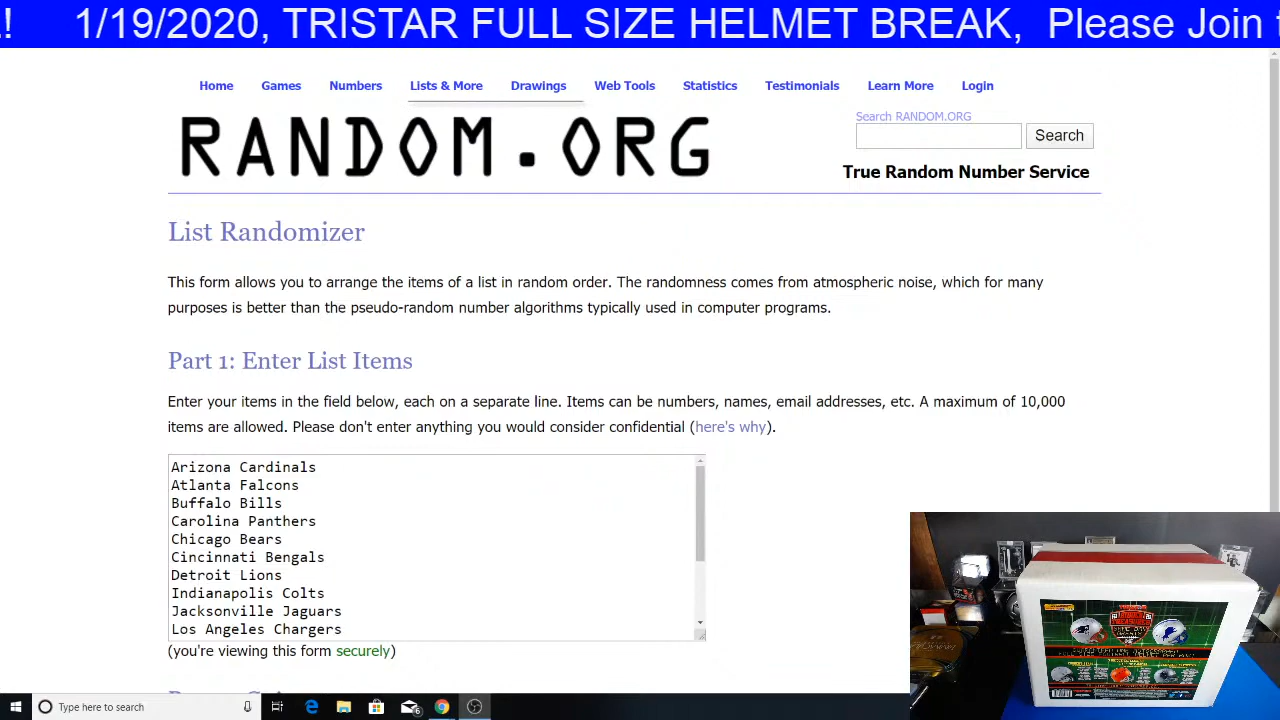 ! 1/19/2020, TRISTAR FULL SIZE HELMET BREAK, Please Join
Home Games Numbers Lists & More Drawings Web Tools Statistics Testimonials Learn More Login
Search RANDOM.ORG
RANDOM.ORG
Search
True Random Number Service
List Randomizer
This form allows you to arrange the items of a list in random order. The randomness comes from atmospheric noise, which for many
purposes is better than the pseudo-random number algorithms typically used in computer programs.
Part 1: Enter List Items
Enter your items in the field below, each on a separate line. Items can be numbers, names, email addresses, etc. A maximum of 10,000
items are allowed. Please don't enter anything you would consider confidential (here's why).
Arizona Cardinals
Atlanta Falcons
Buffalo Bills
Carolina Panthers
Chicago Bears
Cincinnati Bengals
Detroit Lions
Indianapolis Colts
Jacksonville Jaguars
Los Angeles Chargers
(you're viewing this form securely)
Type here to search